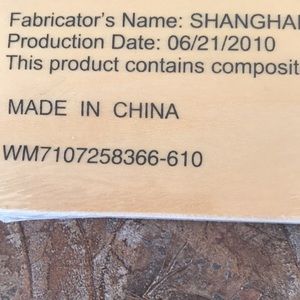 Fabricator's Name: SHANGHAI
Production Date: 06/21/2010
This product contains composit
MADE IN CHINA
WM7107258366-610